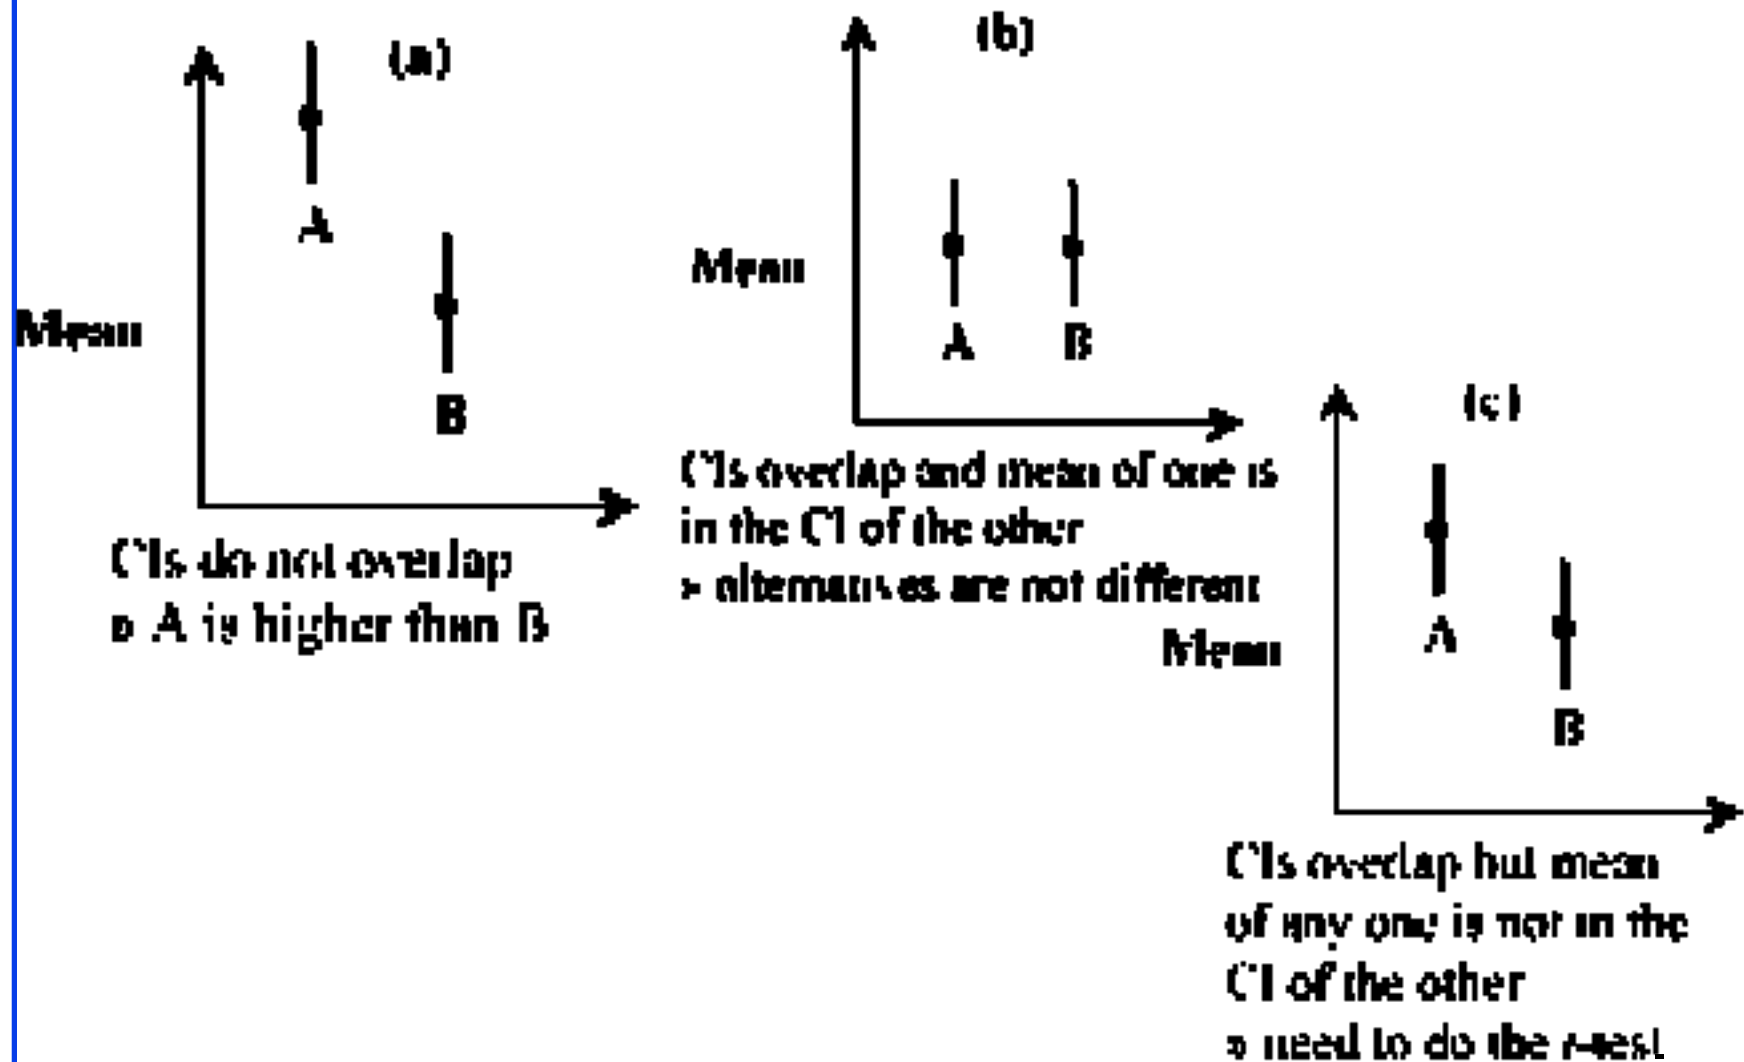 (a)
A
B
Mean
CIs do not overlap
A is higher than B
(b)
Mean
A
B
CIs overlap and mean of one is
in the CI of the other
alternatives are not different
(c)
Mean
A
B
CIs overlap but mean
of any one is not in the
CI of the other
need to do the t-test